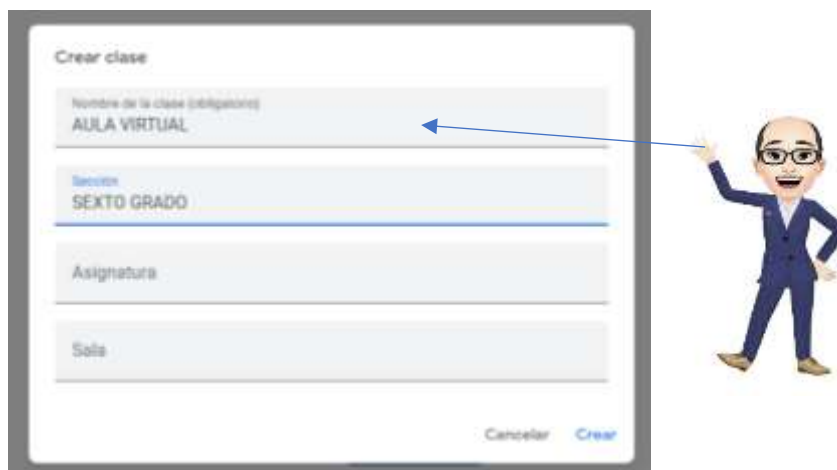 Crear clase
Nombre de la clase (obligatorio)
AULA VIRTUAL
Sección
SEXTO GRADO
Asignatura
Sala
Cancelar Crear